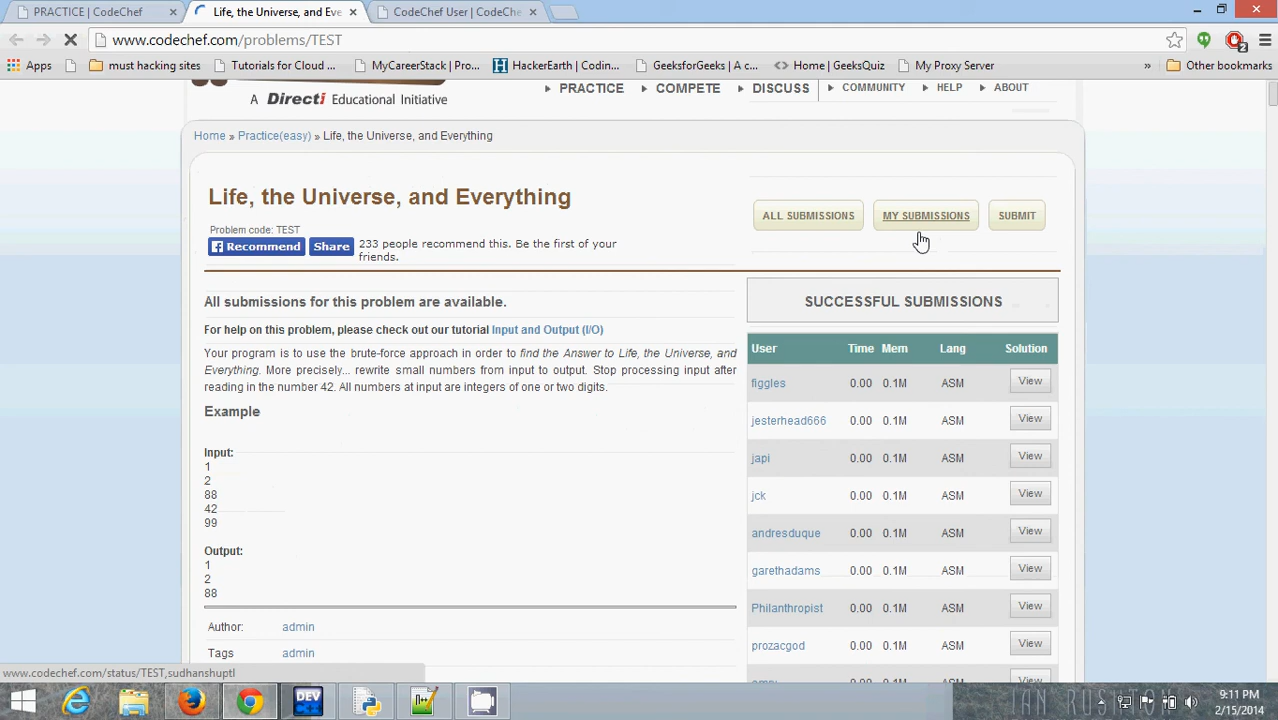 PRACTICE | CodeChef
Life, the Universe, and Eve
CodeChef User | CodeChe
www.codechef.com/problems/TEST
2
Apps
must hacking sites
Tutorials for Cloud ...
MyCareerStack | Pro...
HackerEarth | Codin...
GeeksforGeeks | A c...
Home | GeeksQuiz
My Proxy Server
»
Other bookmarks
A Directi Educational Initiative
PRACTICE
COMPETE
DISCUSS
COMMUNITY
HELP
ABOUT
Home » Practice(easy) » Life, the Universe, and Everything
Life, the Universe, and Everything
ALL SUBMISSIONS
MY SUBMISSIONS
SUBMIT
Problem code: TEST
Recommend
Share
233 people recommend this. Be the first of your
friends.
All submissions for this problem are available.
SUCCESSFUL SUBMISSIONS
For help on this problem, please check out our tutorial Input and Output (I/O)
Your program is to use the brute-force approach in order to find the Answer to Life, the Universe, and
Everything. More precisely... rewrite small numbers from input to output. Stop processing input after
reading in the number 42. All numbers at input are integers of one or two digits.
Example
Input:
1
2
88
42
99
Output:
1
2
88
Author: admin
Tags admin
User Time Mem Lang Solution
figgles 0.00 0.1M ASM View
jesterhead666 0.00 0.1M ASM View
japi 0.00 0.1M ASM View
jck 0.00 0.1M ASM View
andresduque 0.00 0.1M ASM View
garethadams 0.00 0.1M ASM View
Philanthropist 0.00 0.1M ASM View
prozacgod 0.00 0.1M ASM View
www.codechef.com/status/TEST,sudhanshuptl
DEV
9:11 PM
2/15/2014